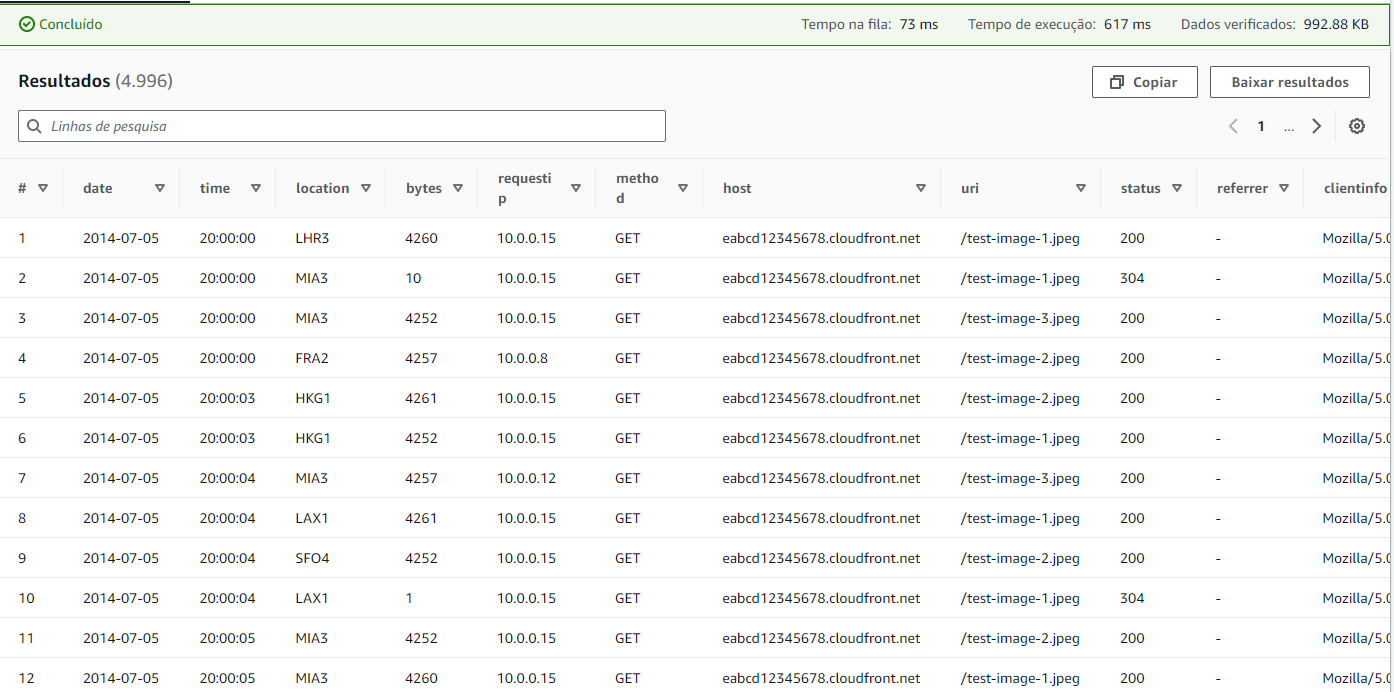 Concluído Tempo na fila: 73 ms Tempo de execução: 617 ms Dados verificados: 992.88 KB
Resultados (4.996) Copiar Baixar resultados
Linhas de pesquisa 1 ...
# date time location bytes requestip method host uri status referrer clientinfo
1 2014-07-05 20:00:00 LHR3 4260 10.0.0.15 GET eabcd12345678.cloudfront.net /test-image-1.jpeg 200 - Mozilla/5.0
2 2014-07-05 20:00:00 MIA3 10 10.0.0.15 GET eabcd12345678.cloudfront.net /test-image-1.jpeg 304 - Mozilla/5.0
3 2014-07-05 20:00:00 MIA3 4252 10.0.0.15 GET eabcd12345678.cloudfront.net /test-image-3.jpeg 200 - Mozilla/5.0
4 2014-07-05 20:00:00 FRA2 4257 10.0.0.8 GET eabcd12345678.cloudfront.net /test-image-2.jpeg 200 - Mozilla/5.0
5 2014-07-05 20:00:03 HKG1 4261 10.0.0.15 GET eabcd12345678.cloudfront.net /test-image-2.jpeg 200 - Mozilla/5.0
6 2014-07-05 20:00:03 HKG1 4252 10.0.0.15 GET eabcd12345678.cloudfront.net /test-image-1.jpeg 200 - Mozilla/5.0
7 2014-07-05 20:00:04 MIA3 4257 10.0.0.12 GET eabcd12345678.cloudfront.net /test-image-3.jpeg 200 - Mozilla/5.0
8 2014-07-05 20:00:04 LAX1 4261 10.0.0.15 GET eabcd12345678.cloudfront.net /test-image-1.jpeg 200 - Mozilla/5.0
9 2014-07-05 20:00:04 SFO4 4252 10.0.0.15 GET eabcd12345678.cloudfront.net /test-image-2.jpeg 200 - Mozilla/5.0
10 2014-07-05 20:00:04 LAX1 1 10.0.0.15 GET eabcd12345678.cloudfront.net /test-image-1.jpeg 304 - Mozilla/5.0
11 2014-07-05 20:00:05 MIA3 4252 10.0.0.15 GET eabcd12345678.cloudfront.net /test-image-2.jpeg 200 - Mozilla/5.0
12 2014-07-05 20:00:05 MIA3 4260 10.0.0.15 GET eabcd12345678.cloudfront.net /test-image-1.jpeg 200 - Mozilla/5.0